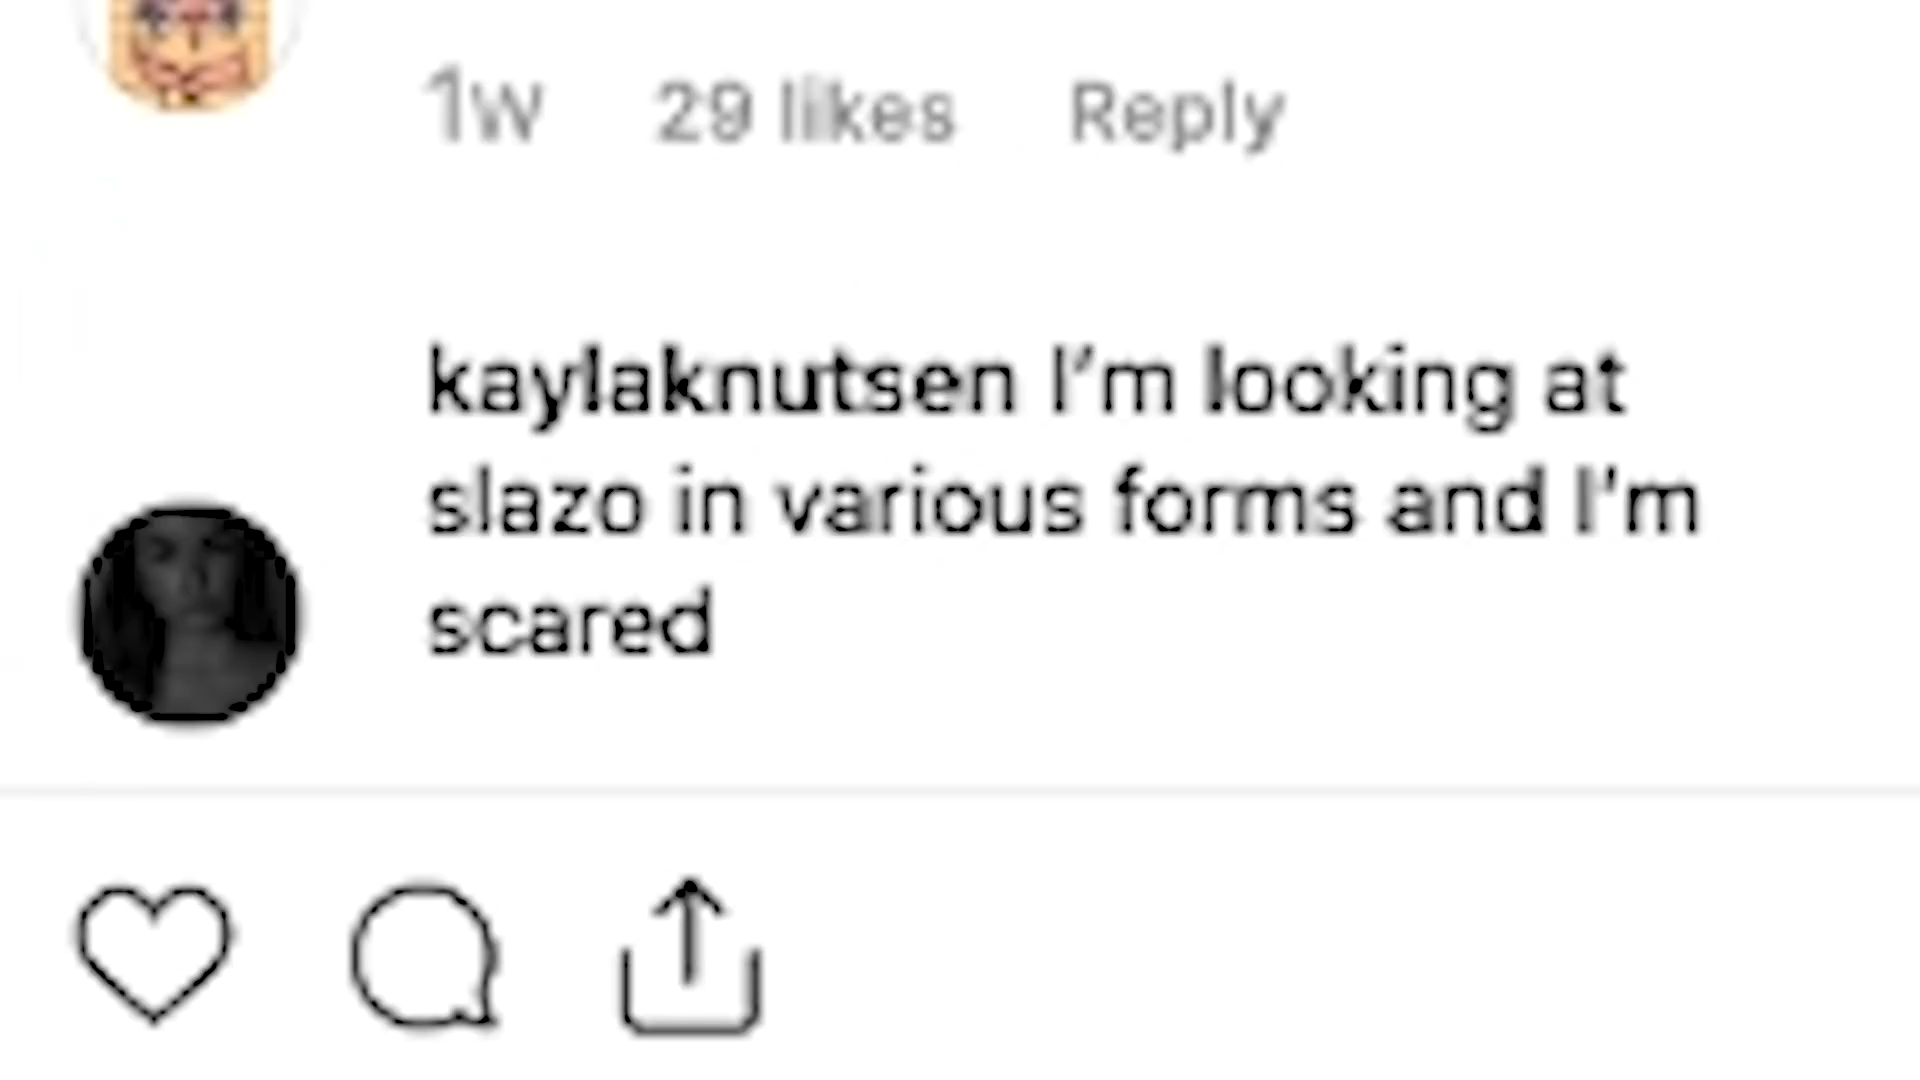 1w 29 likes Reply
kaylaknutsen I'm looking at
slazo in various forms and I'm
scared